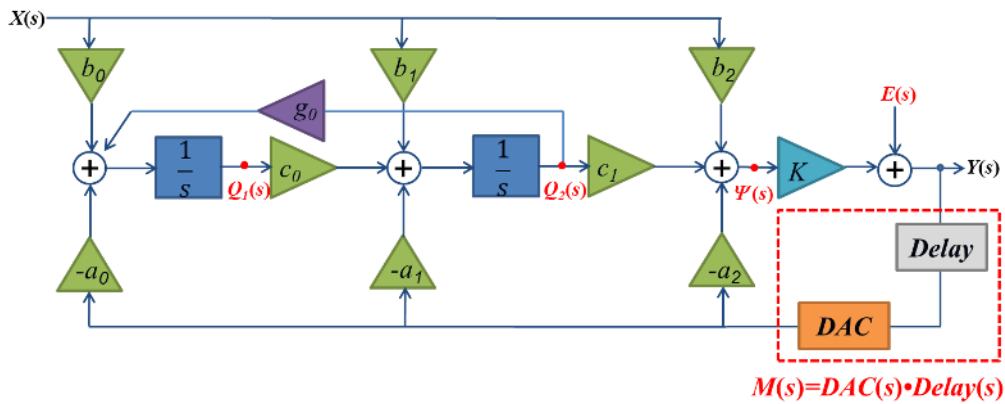 X(s)
b0
b1
b2
E(s)
g0
+
1/s
Q1(s)
c0
+
1/s
Q2(s)
c1
+
Ψ(s)
K
+
Y(s)
-a0
-a1
-a2
Delay
DAC
M(s)=DAC(s)•Delay(s)